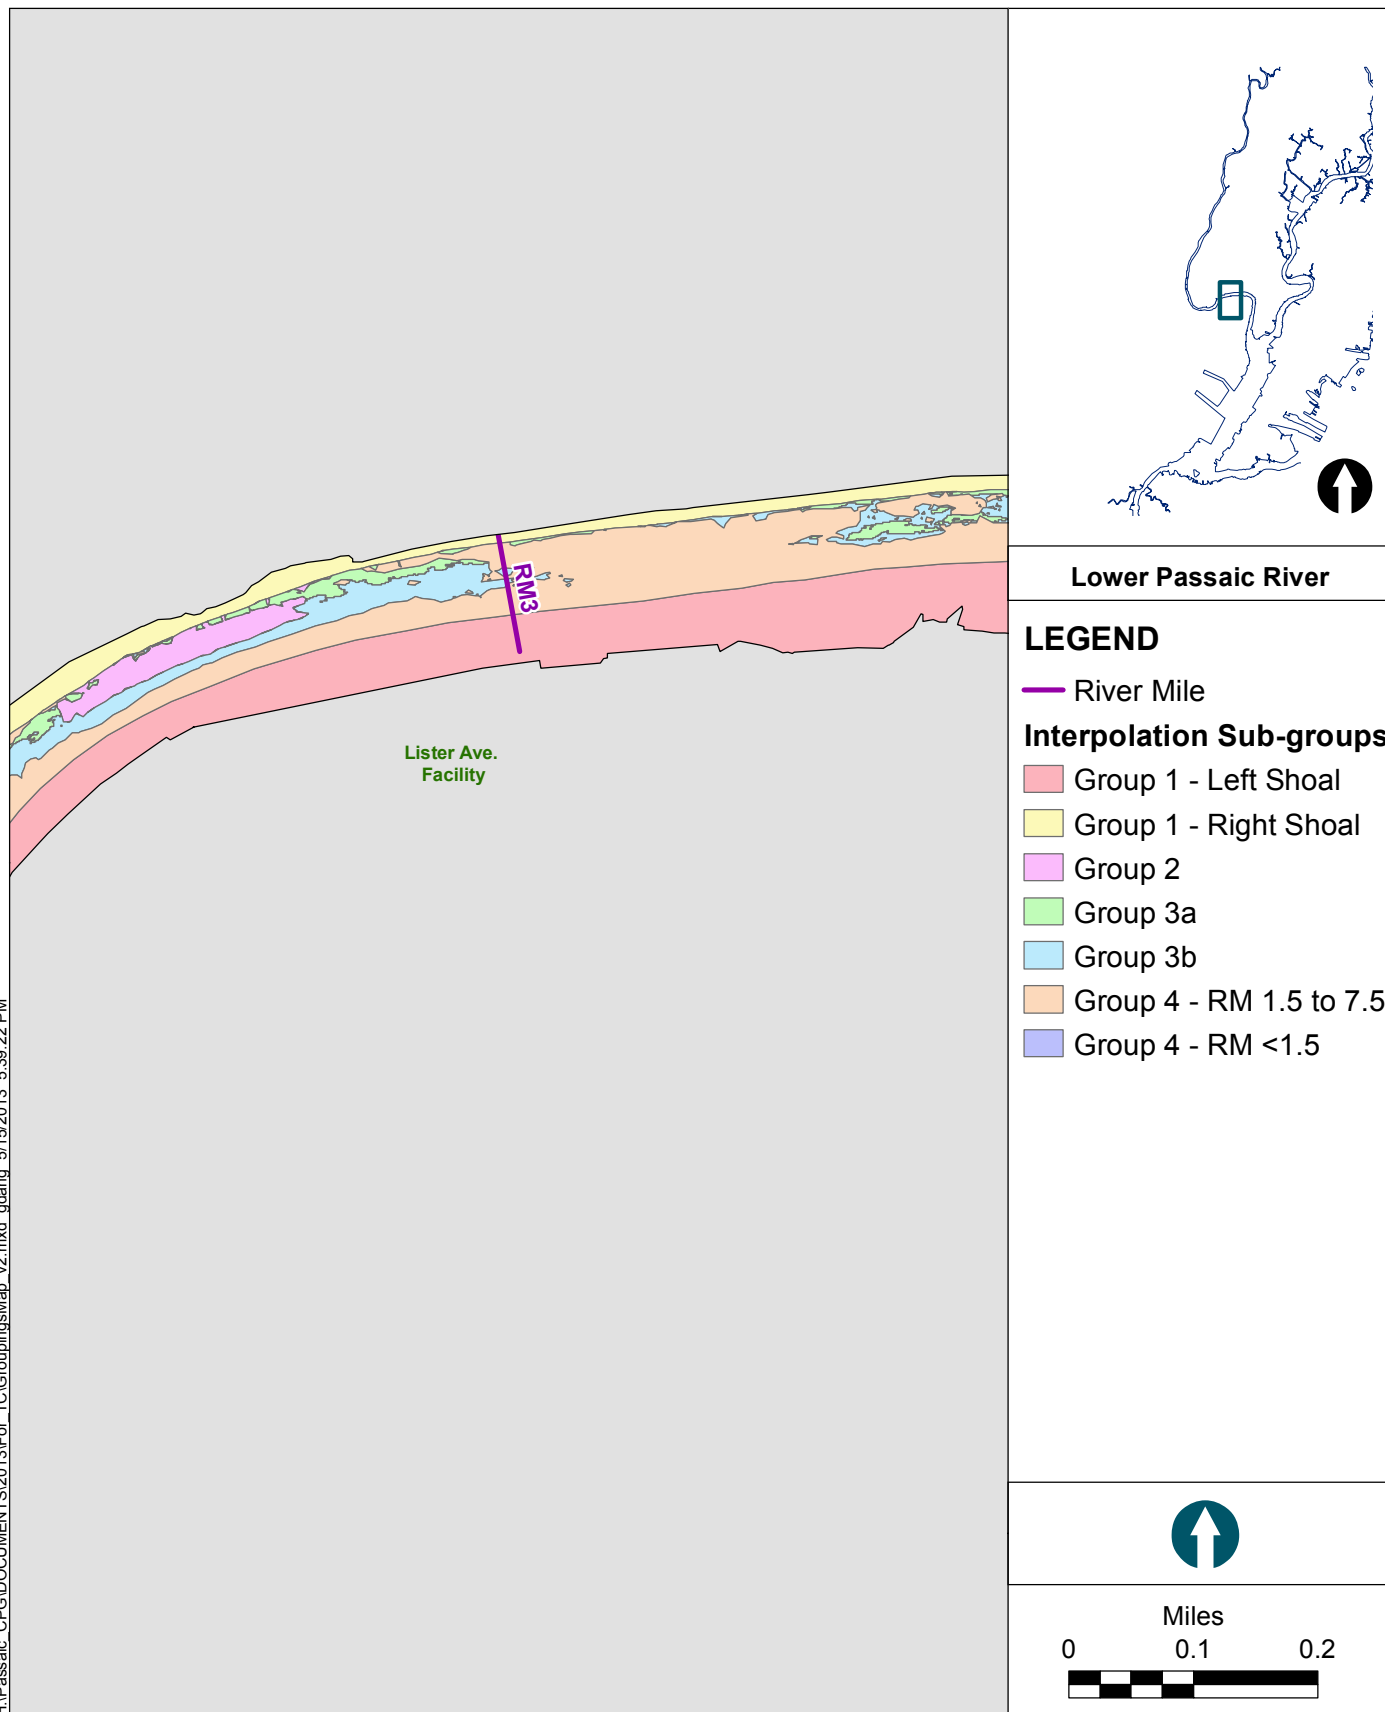 RM3
Lister Ave.
Facility
Lower Passaic River
LEGEND
River Mile
Interpolation Sub-groups
Group 1 - Left Shoal
Group 1 - Right Shoal
Group 2
Group 3a
Group 3b
Group 4 - RM 1.5 to 7.5
Group 4 - RM <1.5
Miles
0 0.1 0.2